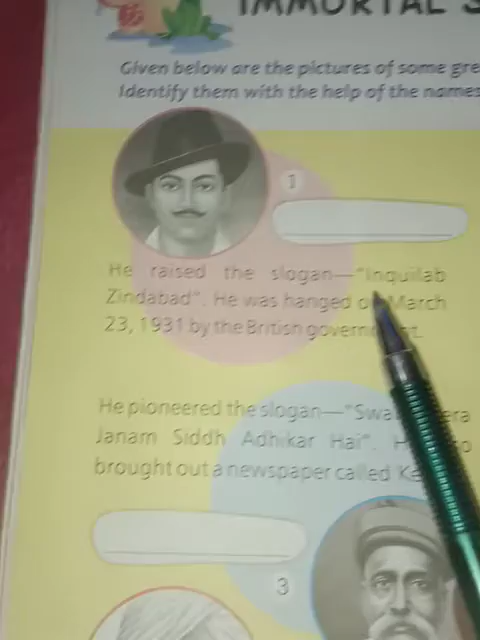 IMMORTAL S
Given below are the pictures of some gre
Identify them with the help of the names
1
He raised the slogan—"Inquilab
Zindabad". He was hanged on March
23, 1931 by the British government.
He pioneered the slogan—"Swa era
Janam Siddh Adhikar Hai". H o
brought out a newspaper called Ke
3